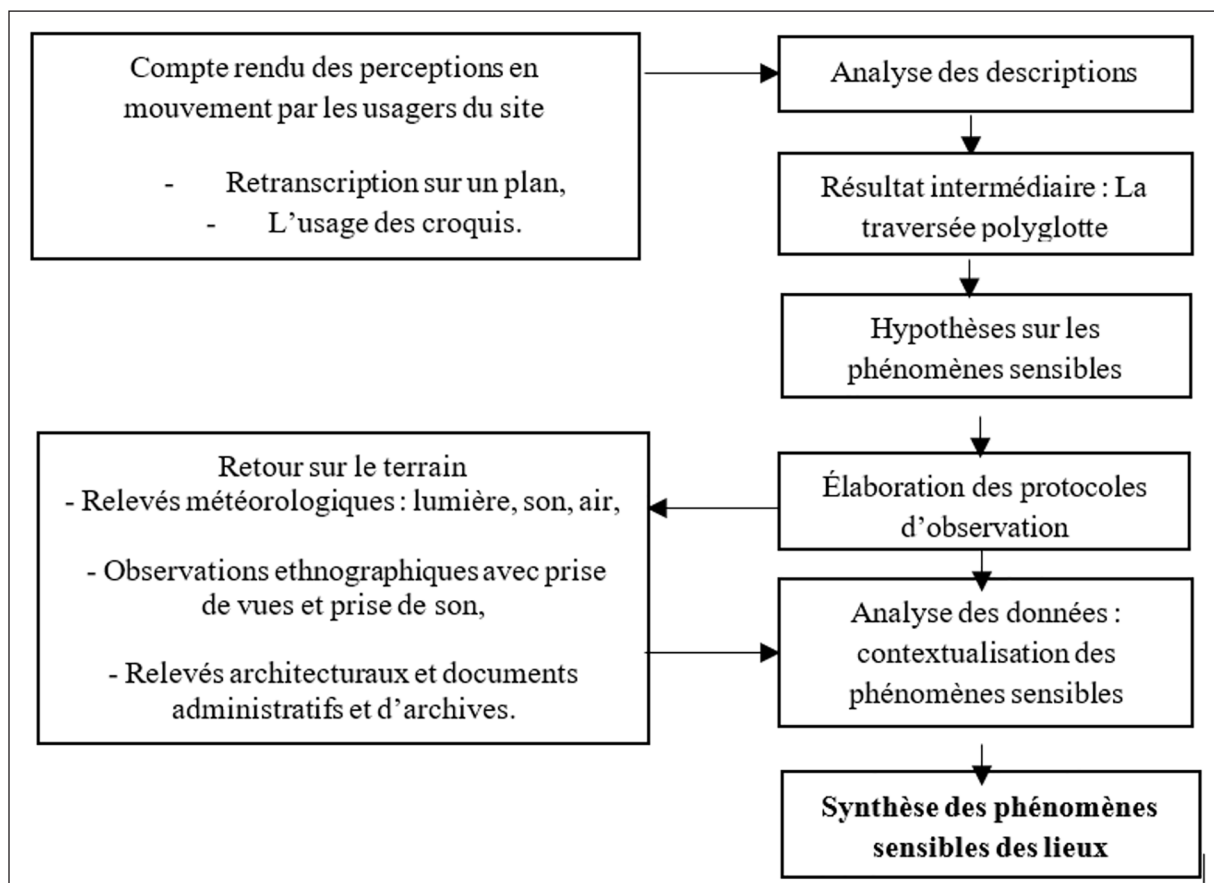 Compte rendu des perceptions en
mouvement par les usagers du site
- Retranscription sur un plan,
- L’usage des croquis.
Analyse des descriptions
Résultat intermédiaire : La
traversée polyglotte
Hypothèses sur les
phénomènes sensibles
Élaboration des protocoles
d’observation
Retour sur le terrain
- Relevés météorologiques : lumière, son, air,
- Observations ethnographiques avec prise
de vues et prise de son,
- Relevés architecturaux et documents
administratifs et d’archives.
Analyse des données :
contextualisation des
phénomènes sensibles
Synthèse des phénomènes
sensibles des lieux